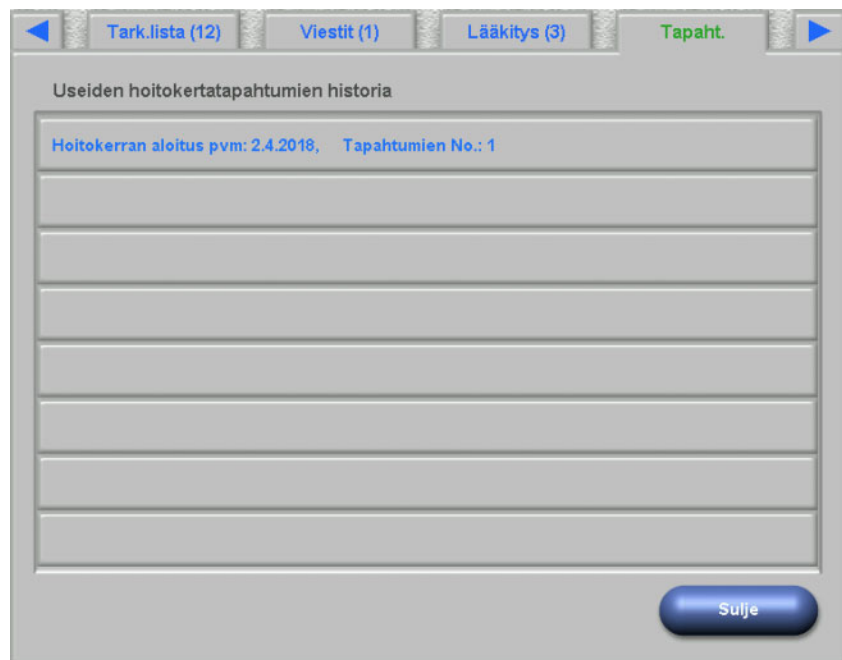 Tark.lista (12) Viestit (1) Lääkitys (3) Tapaht.
Useiden hoitokertatapahtumien historia
Hoitokerran aloitus pvm: 2.4.2018, Tapahtumien No.: 1
Sulje